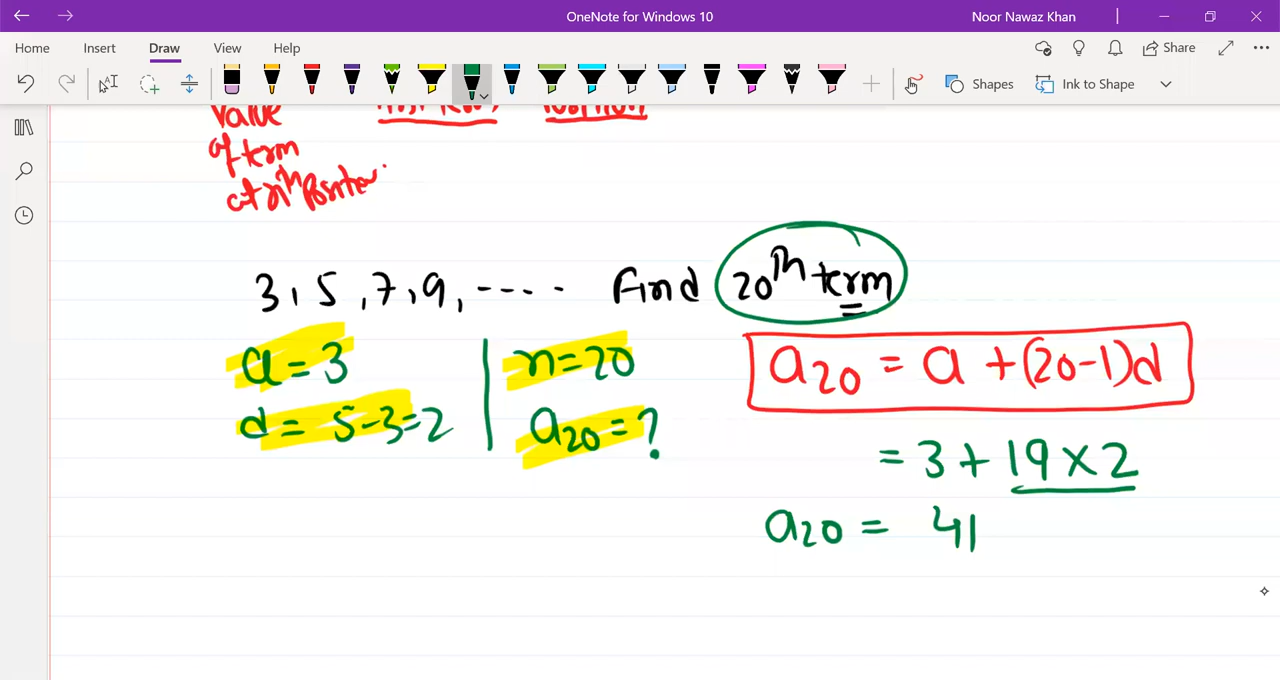 OneNote for Windows 10
Noor Nawaz Khan
Home Insert Draw View Help
Share
Shapes
Ink to Shape
value
of term
at nth Position
3, 5, 7, 9, ---- Find 20th term
a = 3
n=20
a20 = a + (20-1)d
d = 5-3=2
a20=?
= 3 + 19 × 2
a20 = 41